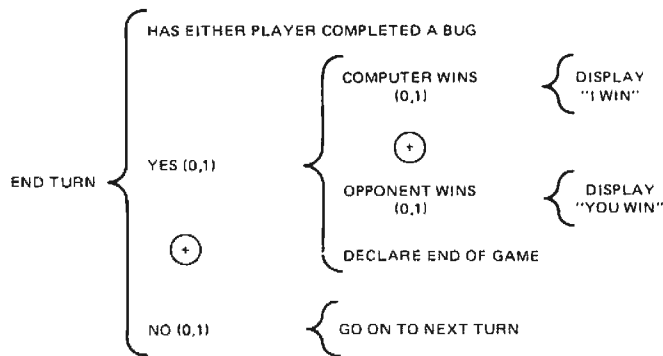 HAS EITHER PLAYER COMPLETED A BUG
COMPUTER WINS
(0,1)
DISPLAY
"I WIN"
+
END TURN
YES (0,1)
OPPONENT WINS
(0,1)
DISPLAY
"YOU WIN"
+
DECLARE END OF GAME
NO (0,1)
GO ON TO NEXT TURN